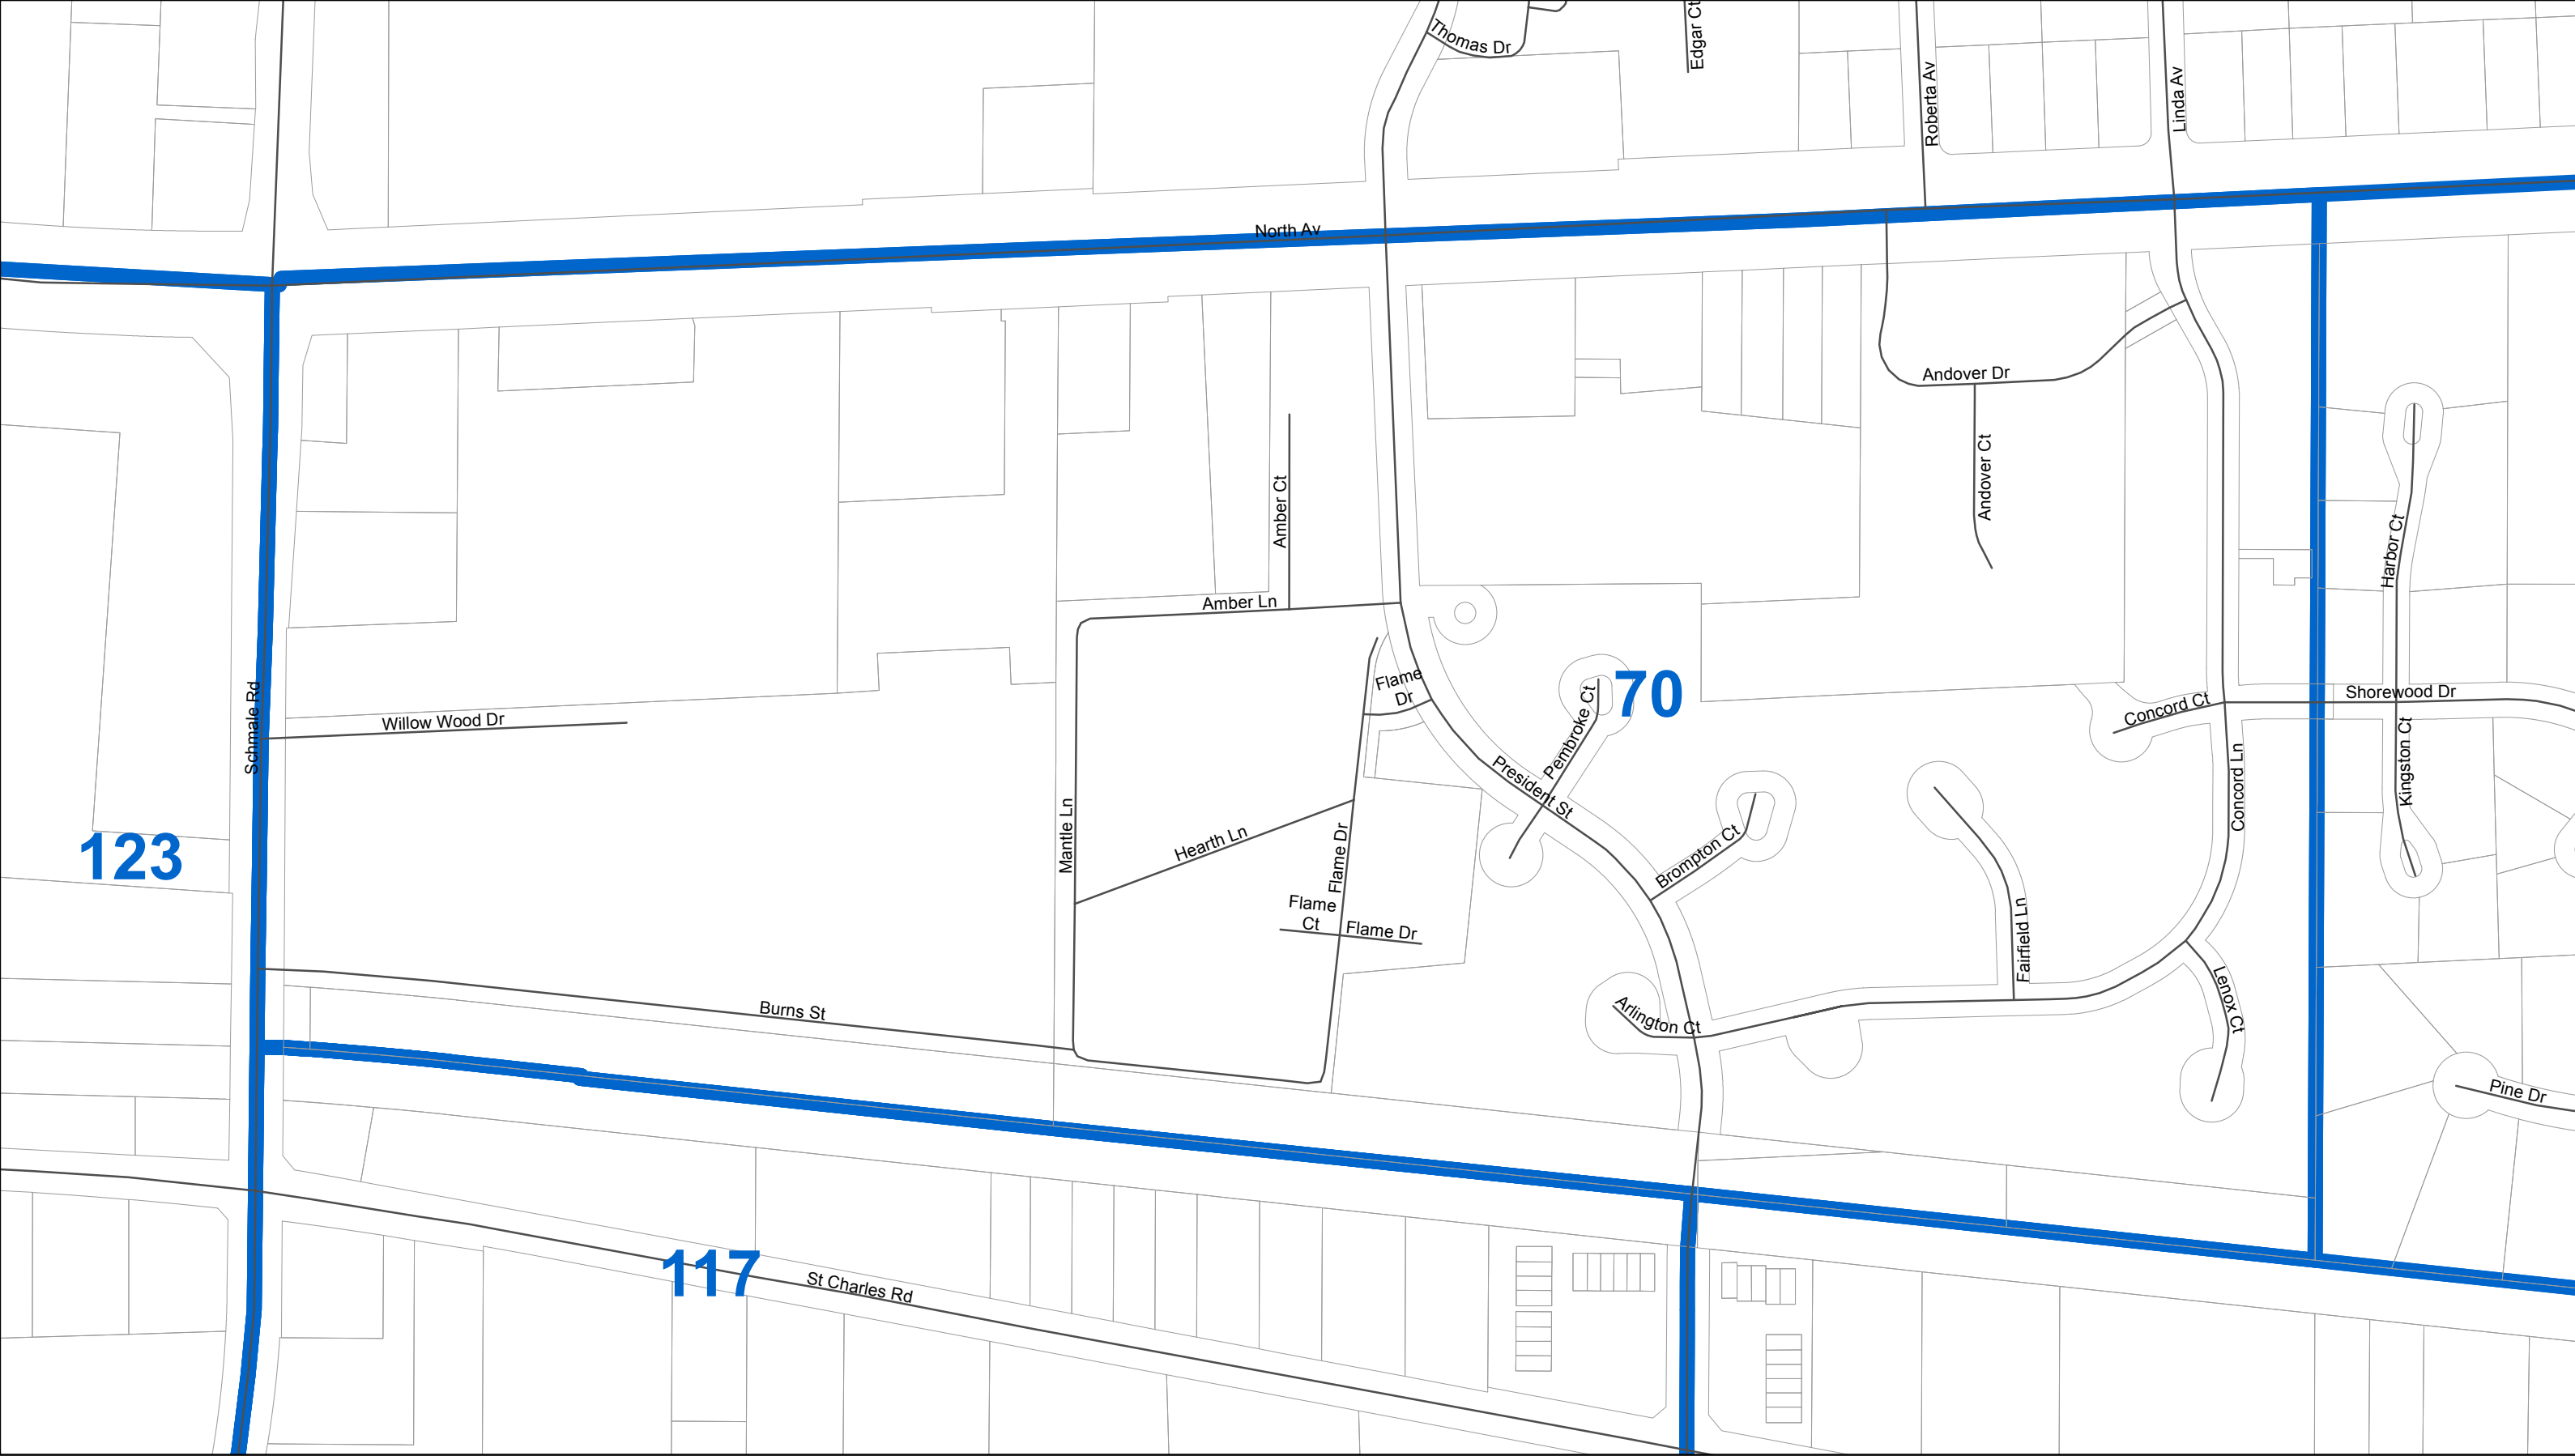 Thomas Dr
Edgar Ct
Roberta Av
Linda Av
North Av
Andover Dr
Andover Ct
Amber Ct
Harbor Ct
Amber Ln
Flame
Dr
Pembroke Ct
70
Shorewood Dr
Concord Ct
Schmale Rd
Willow Wood Dr
Kingston Ct
President St
Concord Ln
Mantle Ln
Hearth Ln
Flame Dr
Brompton Ct
123
Flame
Ct
Flame Dr
Fairfield Ln
Lenox Ct
Burns St
Arlington Ct
Pine Dr
117
St Charles Rd